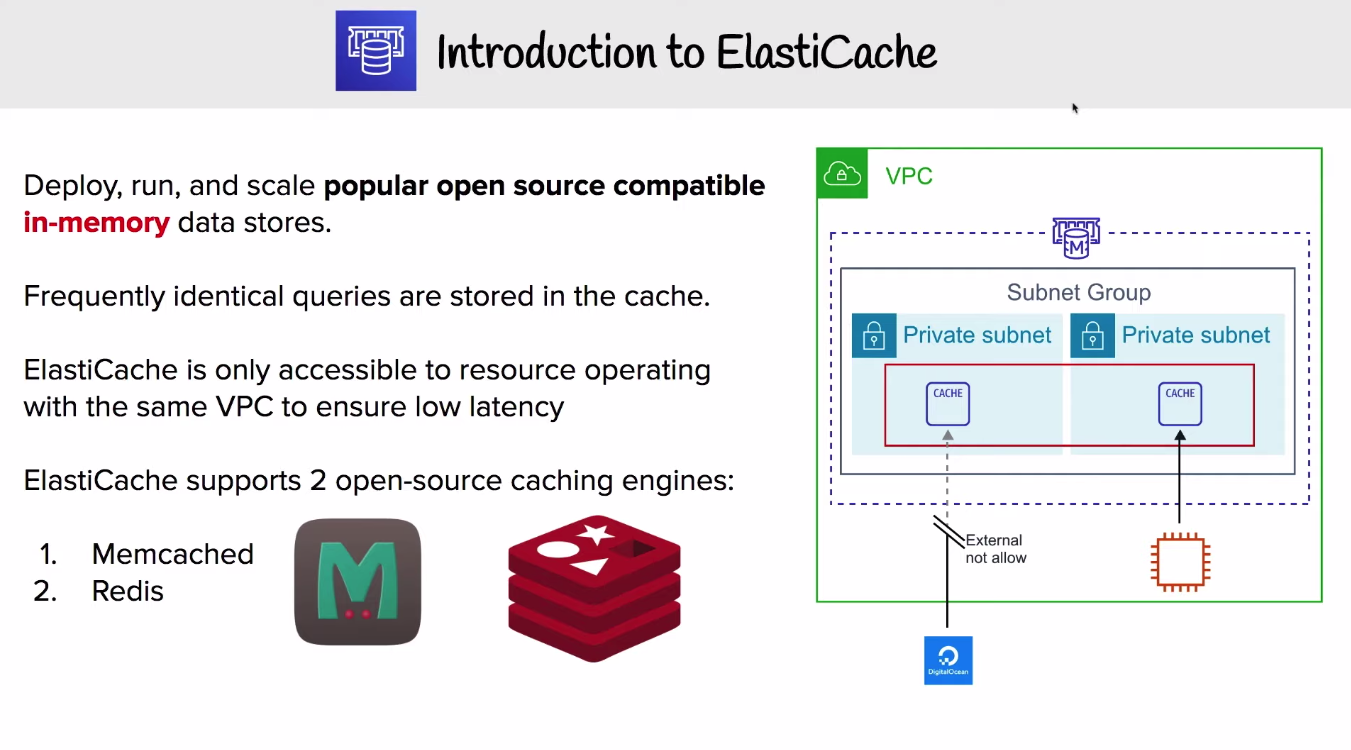 Introduction to ElastiCache
Deploy, run, and scale popular open source compatible
in-memory data stores.
Frequently identical queries are stored in the cache.
ElastiCache is only accessible to resource operating
with the same VPC to ensure low latency
ElastiCache supports 2 open-source caching engines:
1. Memcached
2. Redis
M
VPC
M
Subnet Group
Private subnet
Private subnet
CACHE
CACHE
External
not allow
DigitalOcean